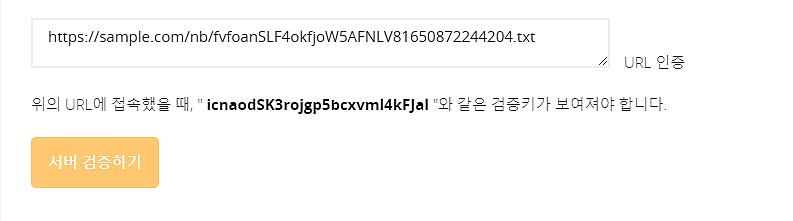 https://sample.com/nb/fvfoanSLF4okfjoW5AFNLV81650872244204.txt
URL 인증
위의 URL에 접속했을 때, " icnaodSK3rojgp5bcxvml4kFJal "와 같은 검증키가 보여져야 합니다.
서버 검증하기